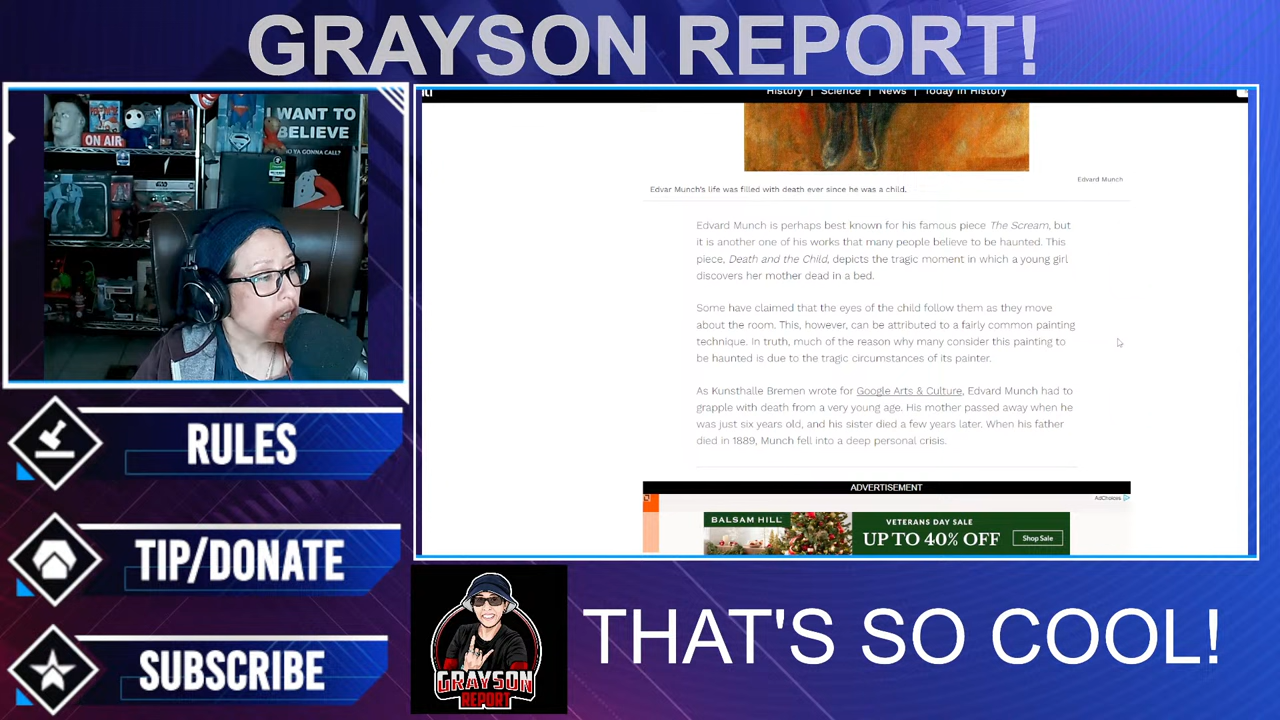 GRAYSON REPORT!
I WANT TO
BELIEVE
YA GONNA CALL?
ON AIR
History | Science | News | Today in History
Edvard Munch
Edvar Munch's life was filled with death ever since he was a child.
Edvard Munch is perhaps best known for his famous piece The Scream, but
it is another one of his works that many people believe to be haunted. This
piece, Death and the Child, depicts the tragic moment in which a young girl
discovers her mother dead in a bed.
Some have claimed that the eyes of the child follow them as they move
about the room. This, however, can be attributed to a fairly common painting
technique. In truth, much of the reason why many consider this painting to
be haunted is due to the tragic circumstances of its painter.
As Kunsthalle Bremen wrote for Google Arts & Culture, Edvard Munch had to
grapple with death from a very young age. His mother passed away when he
was just six years old, and his sister died a few years later. When his father
died in 1889, Munch fell into a deep personal crisis.
ADVERTISEMENT
AdChoices
BALSAM HILL
VETERANS DAY SALE
UP TO 40% OFF
Shop Sale
RULES
TIP/DONATE
SUBSCRIBE
GRAYSON
REPORT
THAT'S SO COOL!